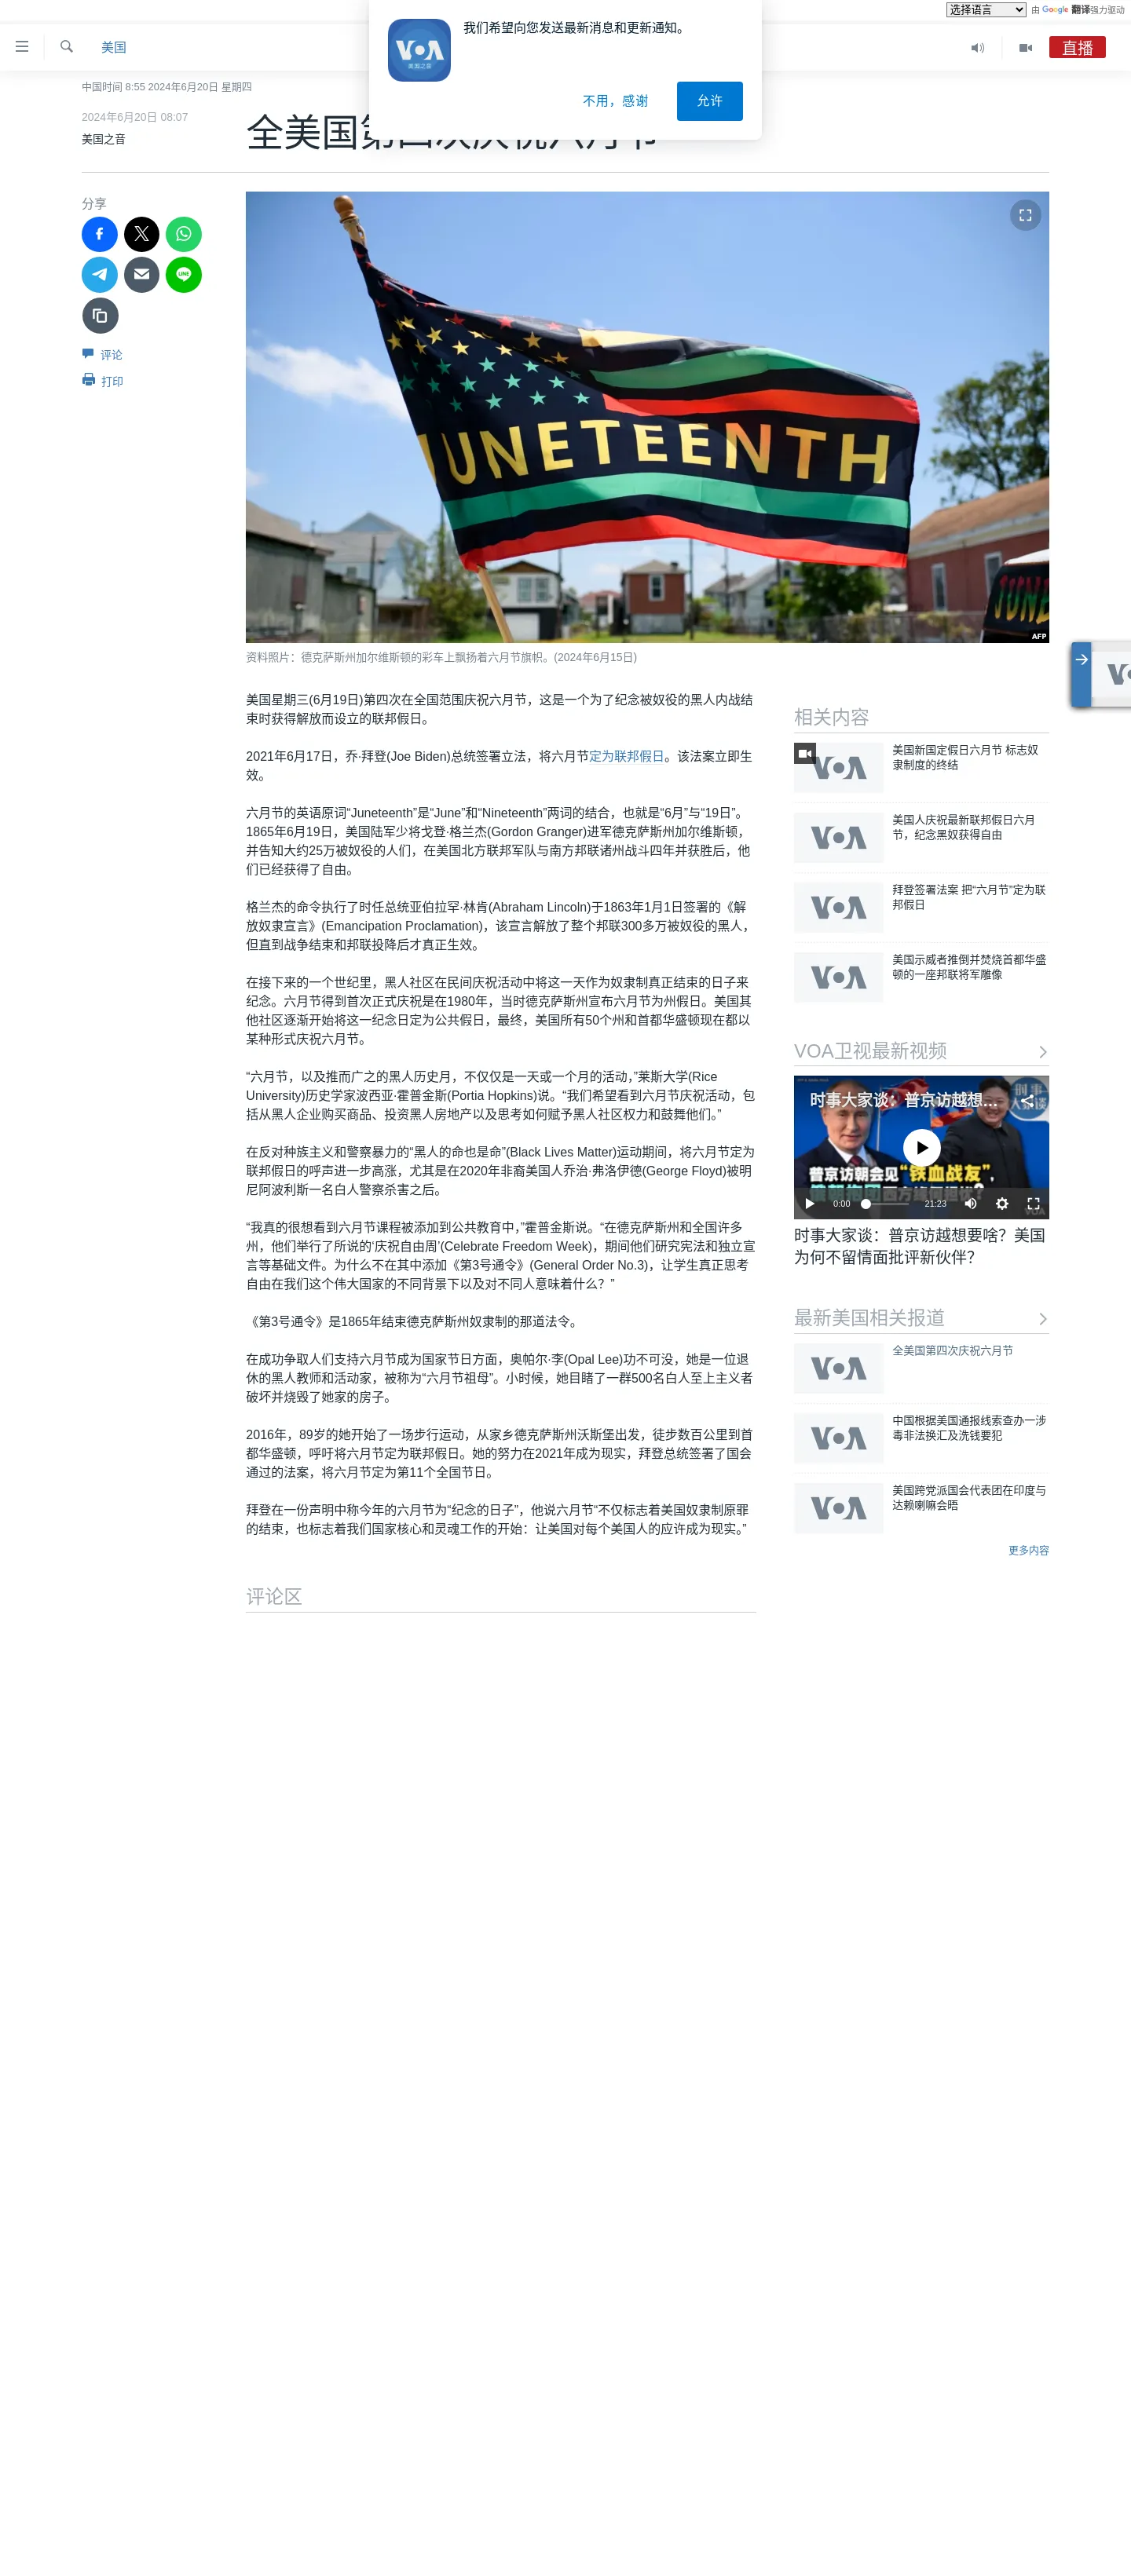 选择语言
由 Google 翻译强力驱动
我们希望向您发送最新消息和更新通知。
VOA
美国之音
不用，感谢
允许
美国
直播
中国时间 8:55 2024年6月20日 星期四
2024年6月20日 08:07
美国之音
全美国第四次庆祝六月节
分享
LINE
评论
打印
JUNETEENTH
AFP
资料照片：德克萨斯州加尔维斯顿的彩车上飘扬着六月节旗帜。(2024年6月15日)
美国星期三(6月19日)第四次在全国范围庆祝六月节，这是一个为了纪念被奴役的黑人内战结
束时获得解放而设立的联邦假日。
2021年6月17日，乔·拜登(Joe Biden)总统签署立法，将六月节定为联邦假日。该法案立即生
效。
六月节的英语原词“Juneteenth”是“June”和“Nineteenth”两词的结合，也就是“6月”与“19日”。
1865年6月19日，美国陆军少将戈登·格兰杰(Gordon Granger)进军德克萨斯州加尔维斯顿，
并告知大约25万被奴役的人们，在美国北方联邦军队与南方邦联诸州战斗四年并获胜后，他
们已经获得了自由。
格兰杰的命令执行了时任总统亚伯拉罕·林肯(Abraham Lincoln)于1863年1月1日签署的《解
放奴隶宣言》(Emancipation Proclamation)，该宣言解放了整个邦联300多万被奴役的黑人，
但直到战争结束和邦联投降后才真正生效。
在接下来的一个世纪里，黑人社区在民间庆祝活动中将这一天作为奴隶制真正结束的日子来
纪念。六月节得到首次正式庆祝是在1980年，当时德克萨斯州宣布六月节为州假日。美国其
他社区逐渐开始将这一纪念日定为公共假日，最终，美国所有50个州和首都华盛顿现在都以
某种形式庆祝六月节。
“六月节，以及推而广之的黑人历史月，不仅仅是一天或一个月的活动，”莱斯大学(Rice
University)历史学家波西亚·霍普金斯(Portia Hopkins)说。“我们希望看到六月节庆祝活动，包
括从黑人企业购买商品、投资黑人房地产以及思考如何赋予黑人社区权力和鼓舞他们。”
在反对种族主义和警察暴力的“黑人的命也是命”(Black Lives Matter)运动期间，将六月节定为
联邦假日的呼声进一步高涨，尤其是在2020年非裔美国人乔治·弗洛伊德(George Floyd)被明
尼阿波利斯一名白人警察杀害之后。
“我真的很想看到六月节课程被添加到公共教育中，”霍普金斯说。“在德克萨斯州和全国许多
州，他们举行了所说的‘庆祝自由周’(Celebrate Freedom Week)，期间他们研究宪法和独立宣
言等基础文件。为什么不在其中添加《第3号通令》(General Order No.3)，让学生真正思考
自由在我们这个伟大国家的不同背景下以及对不同人意味着什么？”
《第3号通令》是1865年结束德克萨斯州奴隶制的那道法令。
在成功争取人们支持六月节成为国家节日方面，奥帕尔·李(Opal Lee)功不可没，她是一位退
休的黑人教师和活动家，被称为“六月节祖母”。小时候，她目睹了一群500名白人至上主义者
破坏并烧毁了她家的房子。
2016年，89岁的她开始了一场步行运动，从家乡德克萨斯州沃斯堡出发，徒步数百公里到首
都华盛顿，呼吁将六月节定为联邦假日。她的努力在2021年成为现实，拜登总统签署了国会
通过的法案，将六月节定为第11个全国节日。
拜登在一份声明中称今年的六月节为“纪念的日子”，他说六月节“不仅标志着美国奴隶制原罪
的结束，也标志着我们国家核心和灵魂工作的开始：让美国对每个美国人的应许成为现实。”
评论区
相关内容
VOA
美国新国定假日六月节 标志奴
隶制度的终结
VOA
美国人庆祝最新联邦假日六月
节，纪念黑奴获得自由
VOA
拜登签署法案 把“六月节”定为联
邦假日
VOA
美国示威者推倒并焚烧首都华盛
顿的一座邦联将军雕像
VOA卫视最新视频
时事大家谈：普京访越想…
普京访朝会见“铁血战友”，
0:00
21:23
时事大家谈：普京访越想要啥？美国
为何不留情面批评新伙伴？
最新美国相关报道
VOA
全美国第四次庆祝六月节
VOA
中国根据美国通报线索查办一涉
毒非法换汇及洗钱要犯
VOA
美国跨党派国会代表团在印度与
达赖喇嘛会晤
更多内容